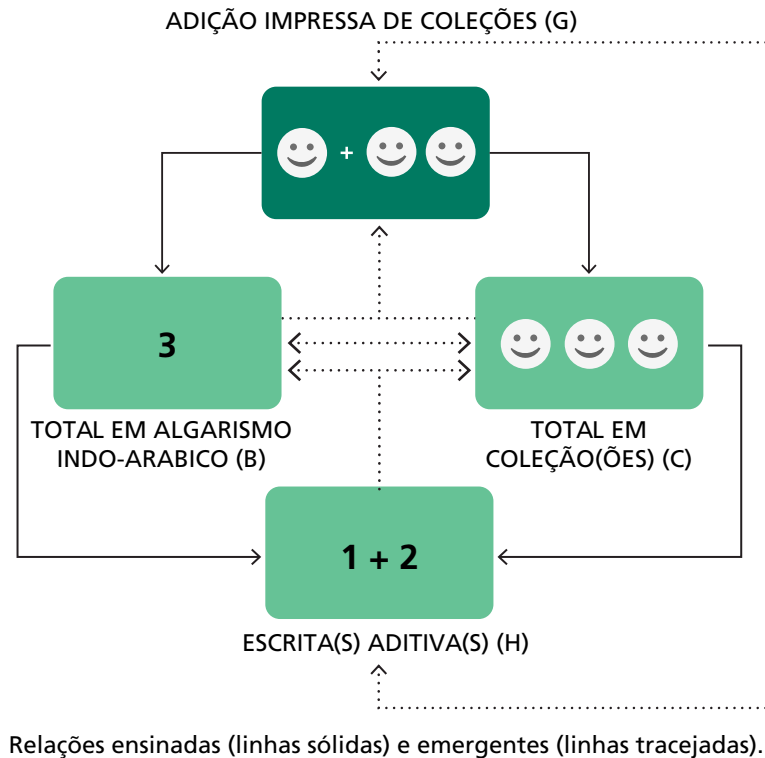 ADIÇÃO IMPRESSA DE COLEÇÕES (G)
+
3
TOTAL EM ALGARISMO
INDO-ARABICO (B)
TOTAL EM
COLEÇÃO(ÕES) (C)
1 + 2
ESCRITA(S) ADITIVA(S) (H)
Relações ensinadas (linhas sólidas) e emergentes (linhas tracejadas).